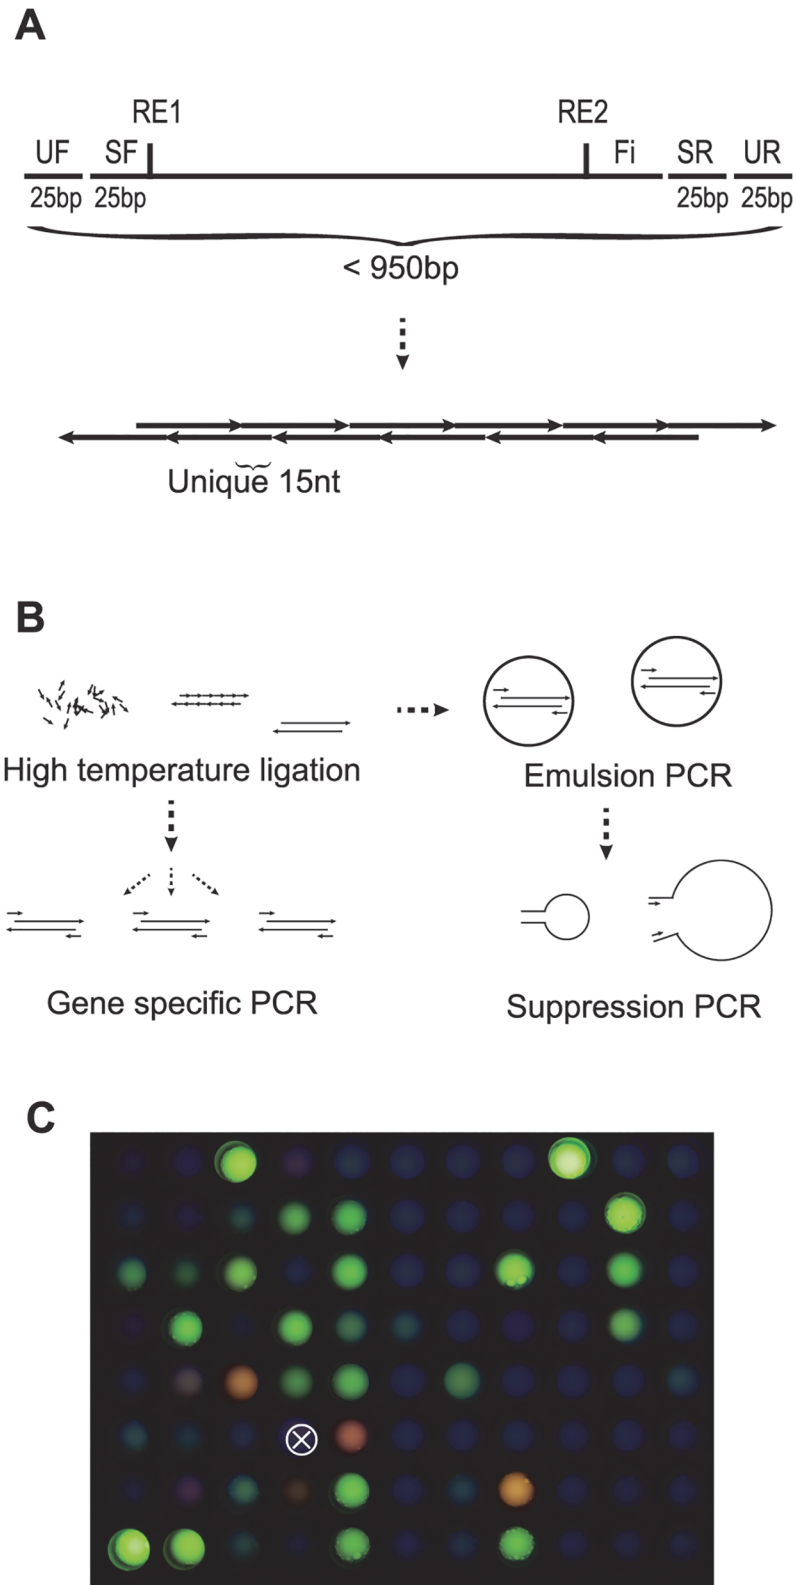 A
RE1 RE2
UF SF Fi SR UR
25bp 25bp 25bp 25bp
< 950bp
Unique 15nt
B
High temperature ligation
Emulsion PCR
Gene specific PCR
Suppression PCR
C